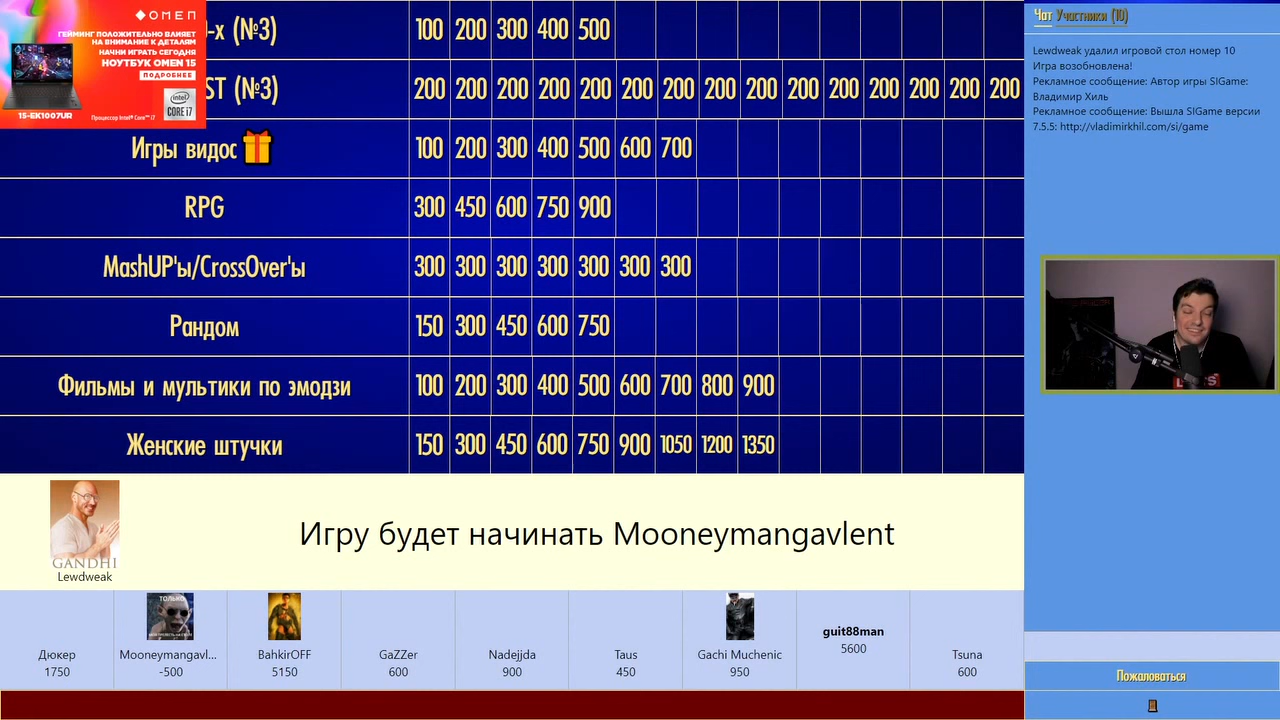 ОМЕП
ГЕЙМИНГ ПОЛОЖИТЕЛЬНО ВЛИЯЕТ
НА ВНИМАНИЕ К ДЕТАЛЯМ
НАЧНИ ИГРАТЬ СЕГОДНЯ
НОУТБУК OMEN 15
ПОДРОБНЕЕ
intel
CORE i7
15-EK1007UR
Процессор Intel® Core™ i7
-х (№3) 100 200 300 400 500
ST (№3) 200 200 200 200 200 200 200 200 200 200 200 200 200 200 200
Игры видос 100 200 300 400 500 600 700
RPG 300 450 600 750 900
MashUP'ы/CrossOver'ы 300 300 300 300 300 300 300
Рандом 150 300 450 600 750
Фильмы и мультики по эмодзи 100 200 300 400 500 600 700 800 900
Женские штучки 150 300 450 600 750 900 1050 1200 1350
GANDHI
Lewdweak
Игру будет начинать Mooneymangavlent
ТОЛЬКО
Дюкер
1750
Mooneymangavl...
-500
BahkirOFF
5150
GaZZer
600
Nadejjda
900
Taus
450
Gachi Muchenic
950
guit88man
5600
Tsuna
600
Чат Участники (10)
Lewdweak удалил игровой стол номер 10
Игра возобновлена!
Рекламное сообщение: Автор игры SIGame:
Владимир Хиль
Рекламное сообщение: Вышла SIGame версии
7.5.5: http://vladimirkhil.com/si/game
Пожаловаться